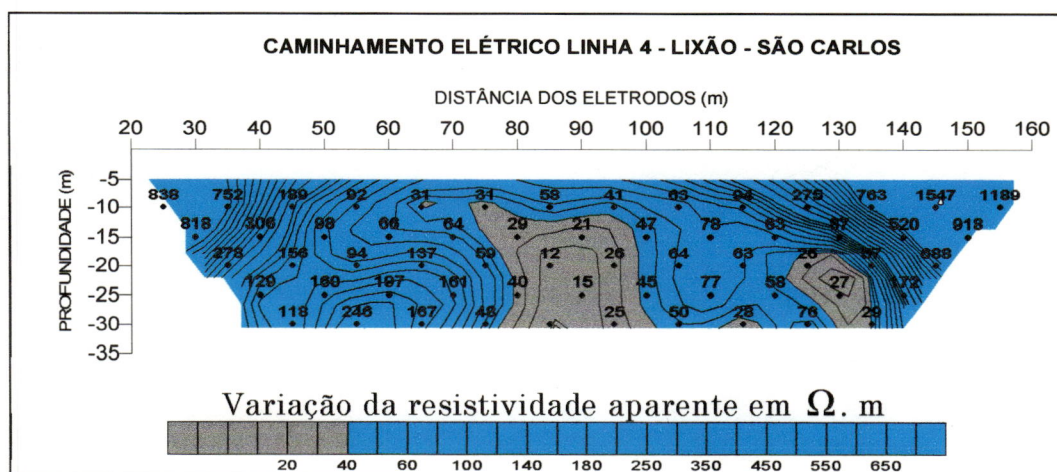 CAMINHAMENTO ELÉTRICO LINHA 4 - LIXÃO - SÃO CARLOS
DISTÂNCIA DOS ELETRODOS (m)
20 30 40 50 60 70 80 90 100 110 120 130 140 150 160
PROFUNDIDADE (m)
-5
838 752 189 92 31 31 58 41 63 94 275 763 1547 1189
-10
818 306 98 66 64 29 21 47 78 63 87 520 918
-15
278 156 94 137 59 12 26 64 63 26 57 688
-20
129 160 197 161 40 15 45 77 58 27 172
-25
118 246 167 48 25 50 28 76 29
-30
-35
Variação da resistividade aparente em Ω. m
20 40 60 100 140 180 250 350 450 550 650